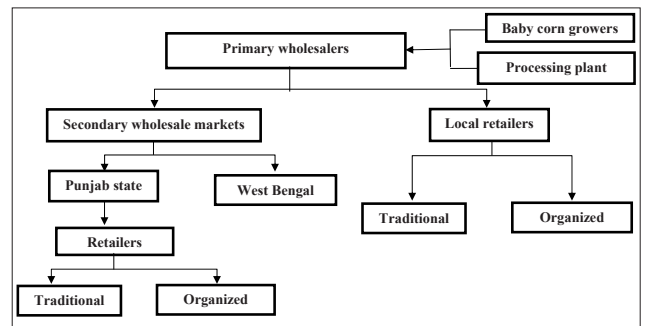 Baby corn growers
Primary wholesalers
Processing plant
Secondary wholesale markets
Local retailers
Punjab state
West Bengal
Traditional
Organized
Retailers
Traditional
Organized